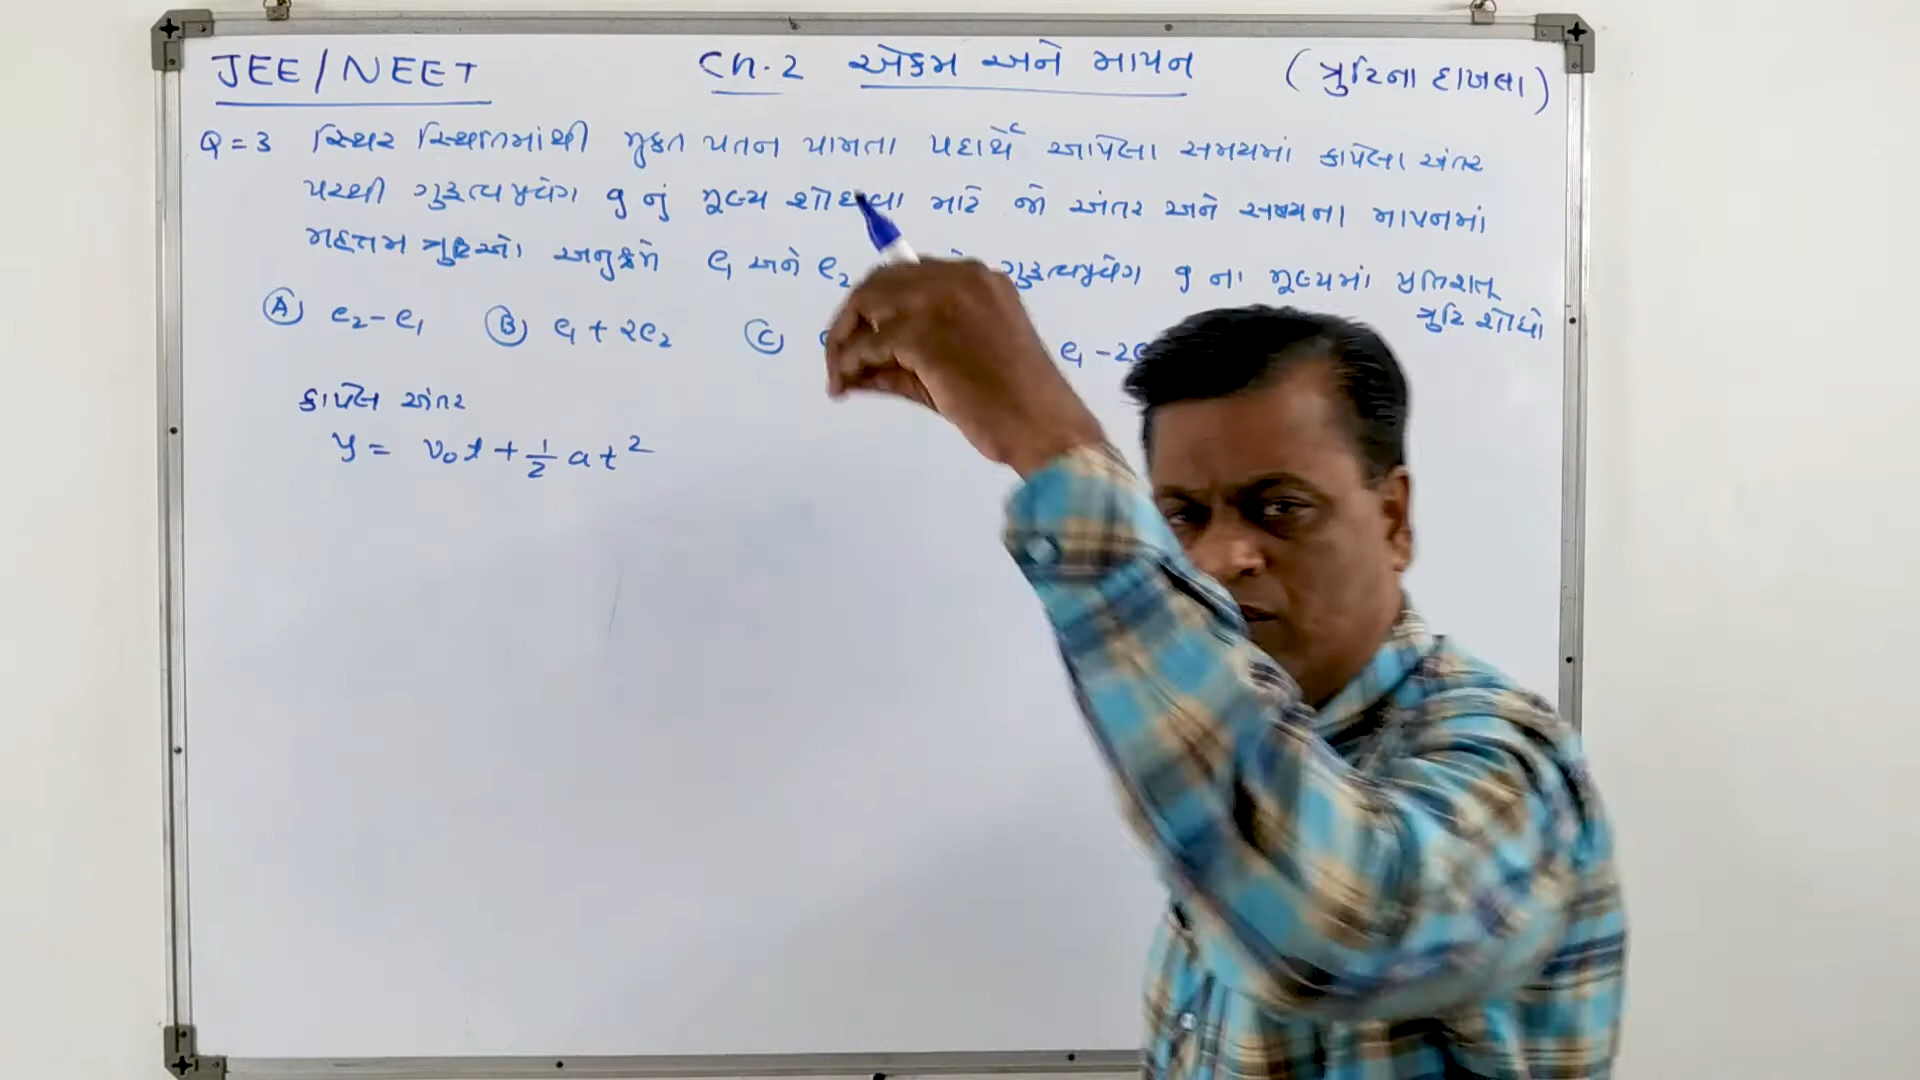 JEE/NEET Ch.2 એકમ અને માપન (ત્રુટિના દાખલા)
Q=3 સ્થિર સ્થિતિમાંથી મુક્ત પતન પામતા પદાર્થે આપેલા સમયમાં કાપેલા અંતર
પરથી ગુરુત્વપ્રવેગ g નું મૂલ્ય શોધવા માટે જો અંતર અને સમયના માપનમાં
મહત્તમ ત્રુટિઓ અનુક્રમે e₁ અને e₂ ગુરુત્વપ્રવેગ g ના મૂલ્યમાં પ્રતિશત્
ત્રુટિ શોધો
(A) e₂-e₁ (B) e₁+2e₂ (C) e₁-2e
કાપેલ અંતર
y = v₀t + 1/2 at²